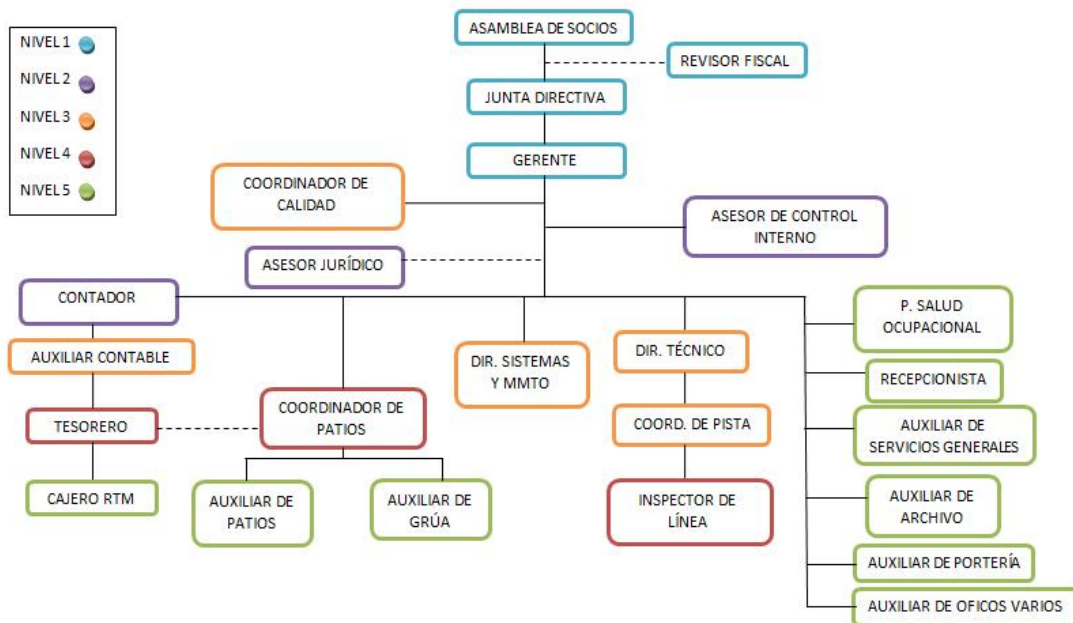 NIVEL 1
NIVEL 2
NIVEL 3
NIVEL 4
NIVEL 5
ASAMBLEA DE SOCIOS
REVISOR FISCAL
JUNTA DIRECTIVA
GERENTE
COORDINADOR DE
CALIDAD
ASESOR DE CONTROL
INTERNO
ASESOR JURÍDICO
CONTADOR
AUXILIAR CONTABLE
TESORERO
CAJERO RTM
COORDINADOR DE
PATIOS
AUXILIAR DE
PATIOS
AUXILIAR DE
GRÚA
DIR. SISTEMAS
Y MMTO
DIR. TÉCNICO
COORD. DE PISTA
INSPECTOR DE
LÍNEA
P. SALUD
OCUPACIONAL
RECEPCIONISTA
AUXILIAR DE
SERVICIOS GENERALES
AUXILIAR DE
ARCHIVO
AUXILIAR DE PORTERÍA
AUXILIAR DE OFICOS VARIOS